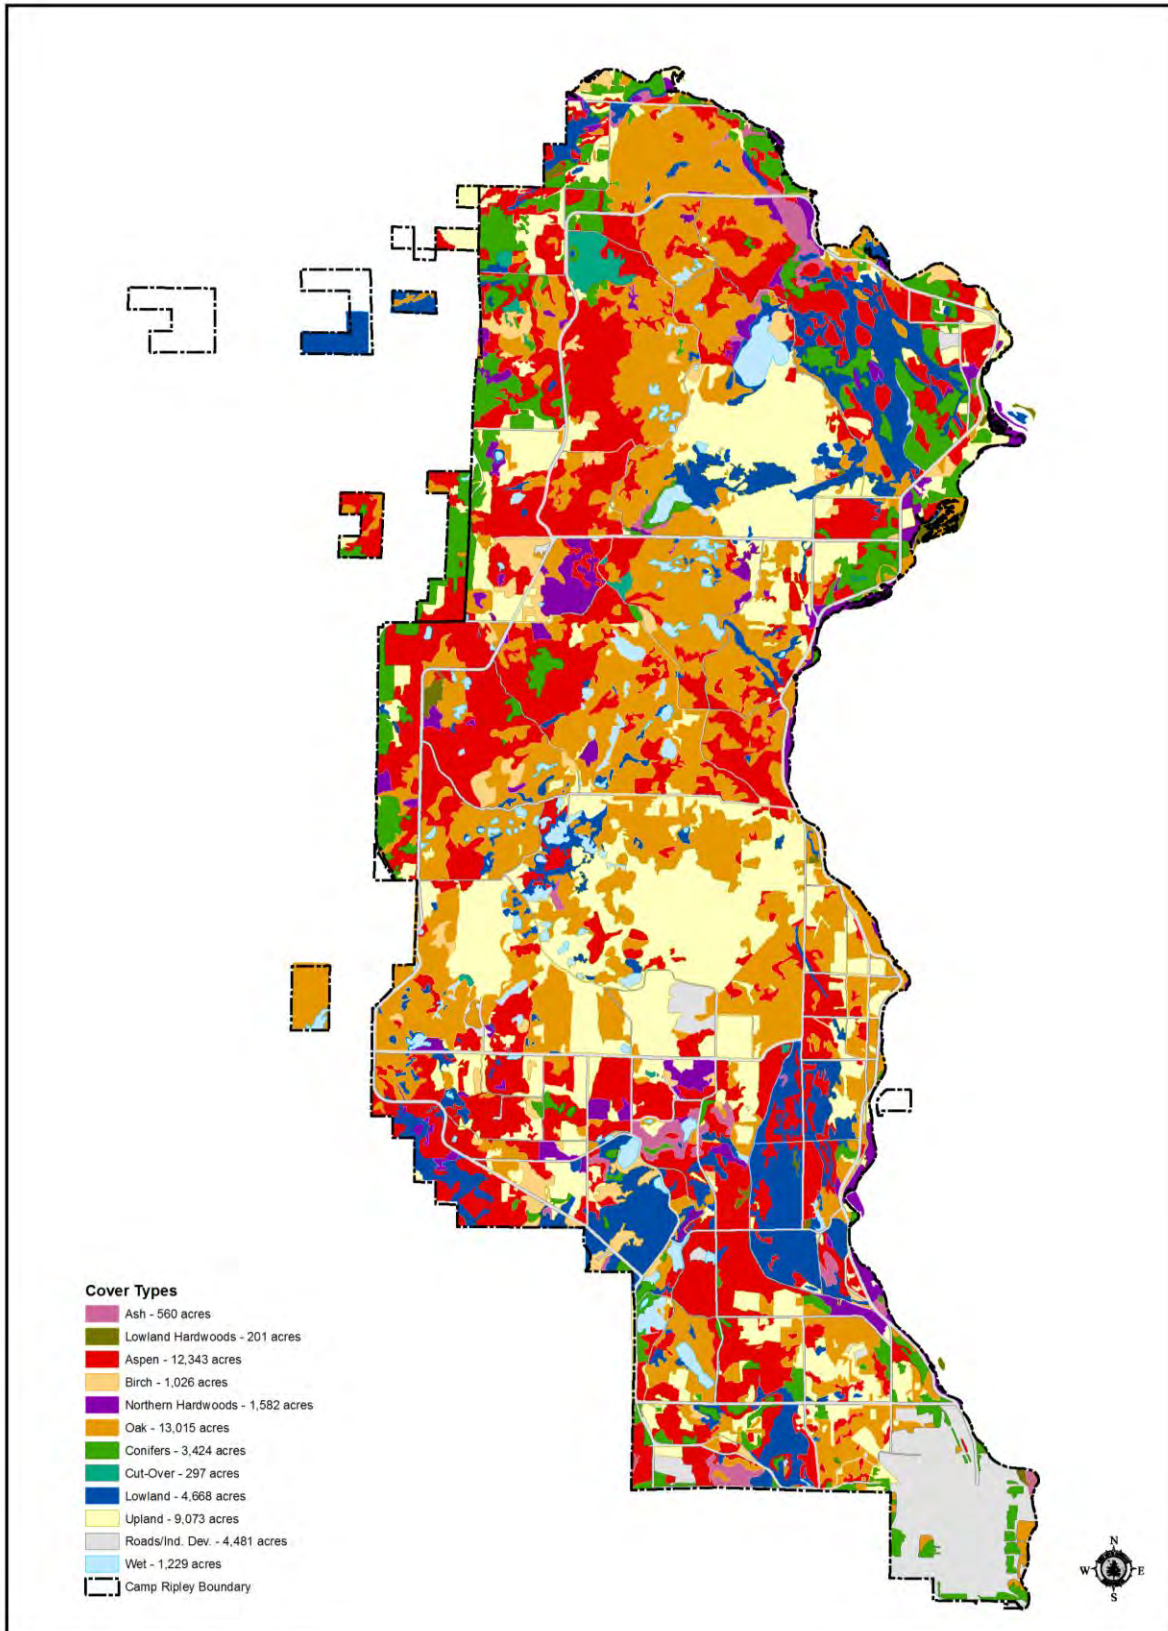 Cover Types
Ash - 560 acres
Lowland Hardwoods - 201 acres
Aspen - 12,343 acres
Birch - 1,026 acres
Northern Hardwoods - 1,582 acres
Oak - 13,015 acres
Conifers - 3,424 acres
Cut-Over - 297 acres
Lowland - 4,668 acres
Upland - 9,073 acres
Roads/Ind. Dev. - 4,481 acres
Wet - 1,229 acres
Camp Ripley Boundary
N
W E
S